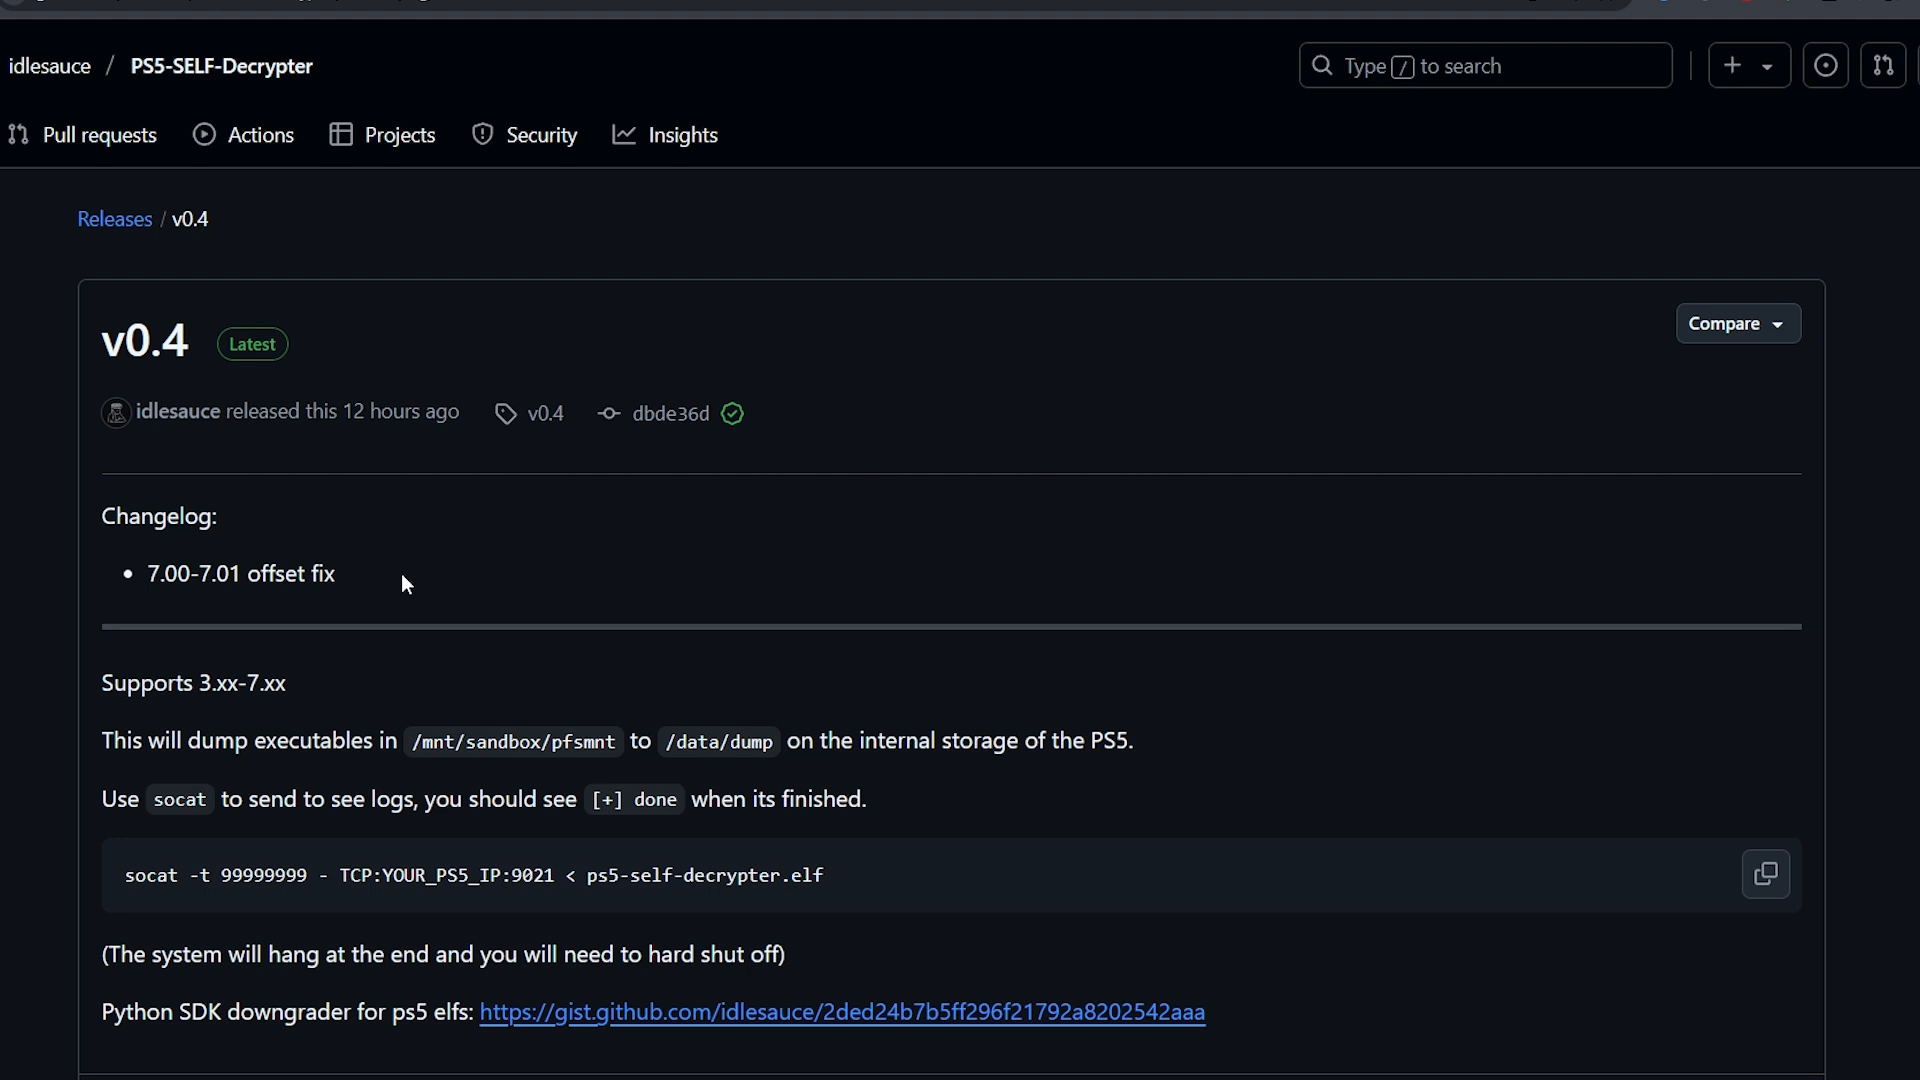 idlesauce / PS5-SELF-Decrypter
Type / to search
Pull requests
Actions
Projects
Security
Insights
Releases / v0.4
v0.4
Latest
Compare
idlesauce released this 12 hours ago
v0.4
dbde36d
Changelog:
• 7.00-7.01 offset fix
Supports 3.xx-7.xx
This will dump executables in /mnt/sandbox/pfsmnt to /data/dump on the internal storage of the PS5.
Use socat to send to see logs, you should see [+] done when its finished.
socat -t 99999999 - TCP:YOUR_PS5_IP:9021 < ps5-self-decrypter.elf
(The system will hang at the end and you will need to hard shut off)
Python SDK downgrader for ps5 elfs: https://gist.github.com/idlesauce/2ded24b7b5ff296f21792a8202542aaa